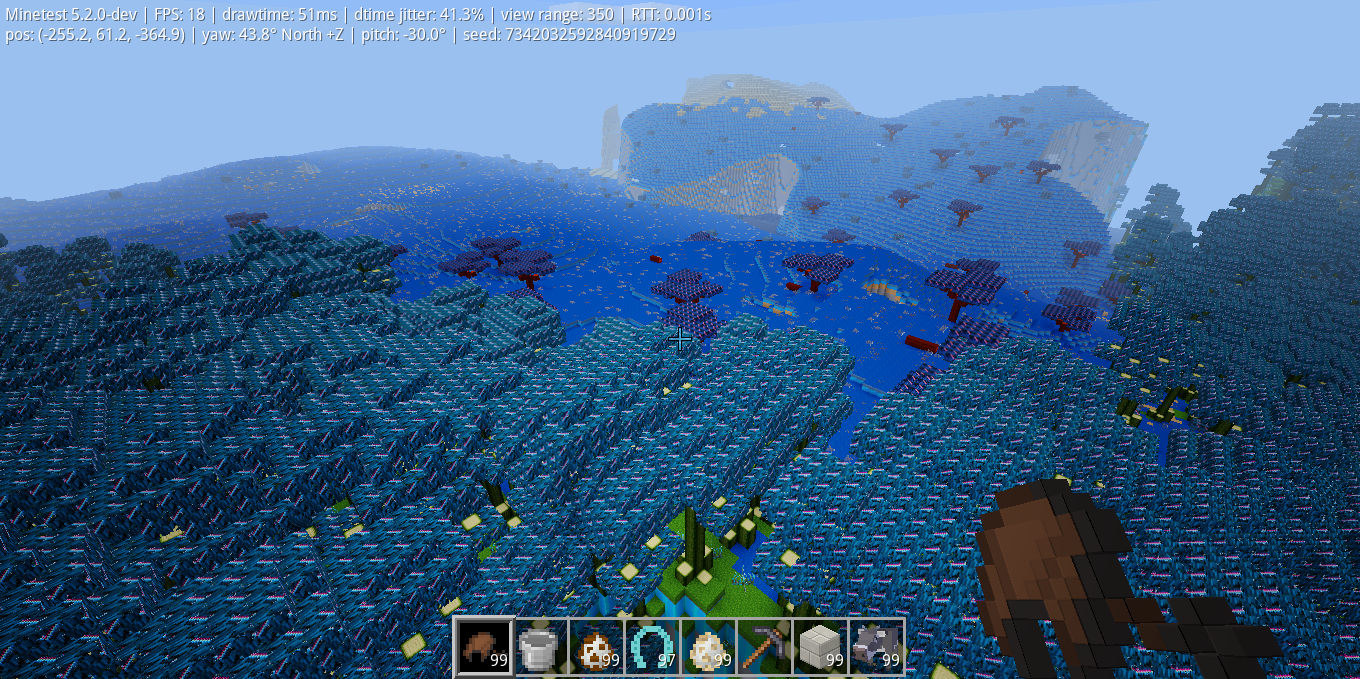 Minetest 5.2.0-dev | FPS: 18 | drawtime: 51ms | dtime jitter: 41.3% | view range: 350 | RTT: 0.001s
pos: (-255.2, 61.2, -364.9) | yaw: 43.8° North +Z | pitch: -30.0° | seed: 7342032592840919729
99 99 97 99 99 99